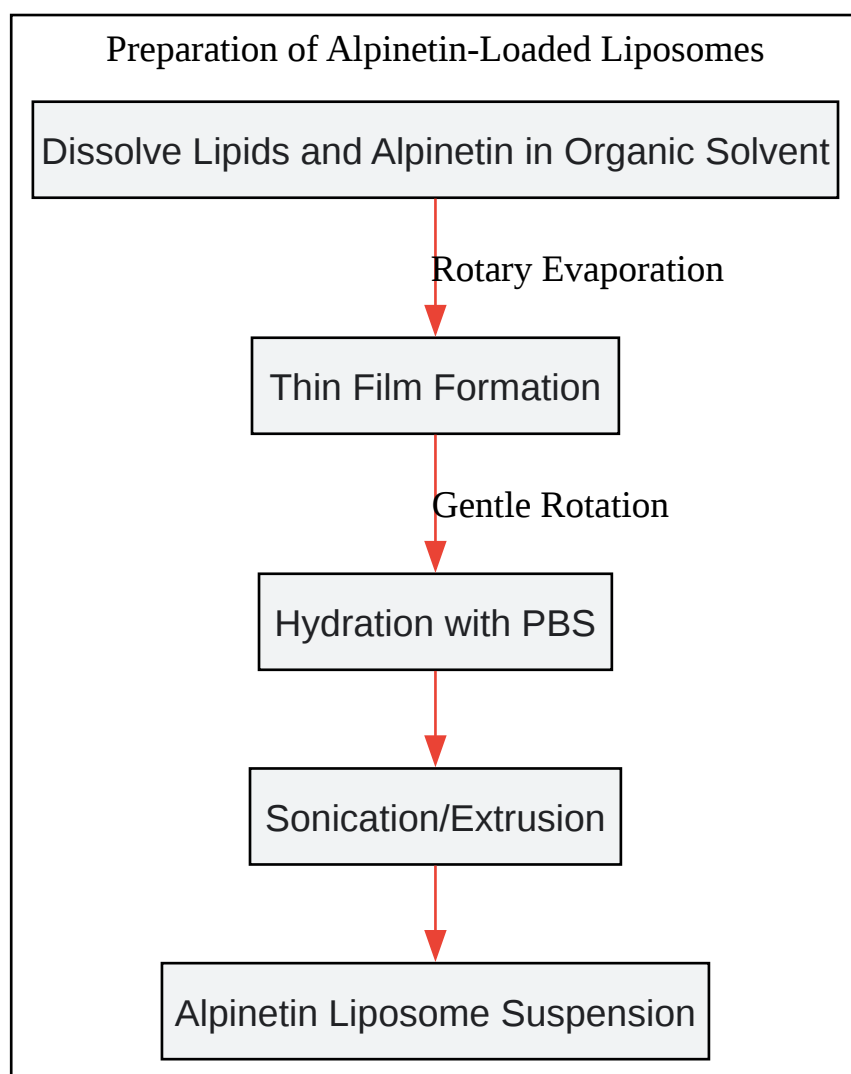 Preparation of Alpinetin-Loaded Liposomes
Dissolve Lipids and Alpinetin in Organic Solvent
Rotary Evaporation
Thin Film Formation
Gentle Rotation
Hydration with PBS
Sonication/Extrusion
Alpinetin Liposome Suspension